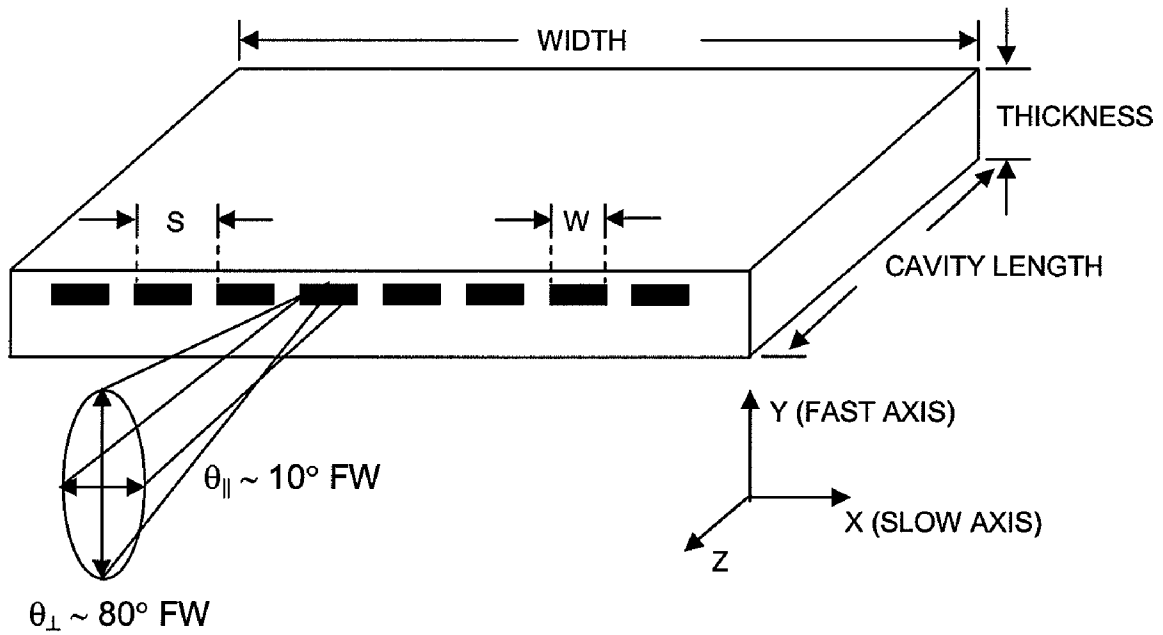 WIDTH
THICKNESS
S
W
CAVITY LENGTH
Y (FAST AXIS)
θ∥ ~ 10° FW
X (SLOW AXIS)
Z
θ⊥ ~ 80° FW